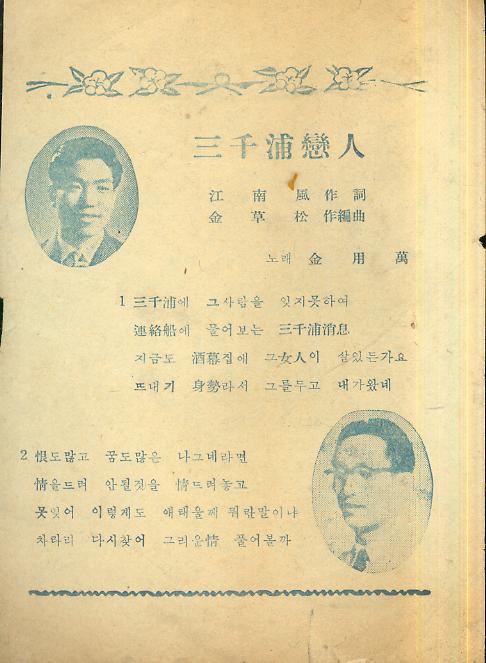 三千浦戀人
江南風作詞
金草松作編曲
노래 金用萬
1 三千浦에 그사람을 잊지못하여
連絡船에 물어보는 三千浦消息
지금도 酒幕집에 그女人이 살있든가요
뜨내기 身勢라서 그를두고 내가왔네
2 恨도많고 꿈도많은 나그네라면
情을드려 안될것을 情드려놓고
못잊어 이렇게도 애태울께 뭐란말이냐
차타리 다시찾어 그리운情 풀어볼까